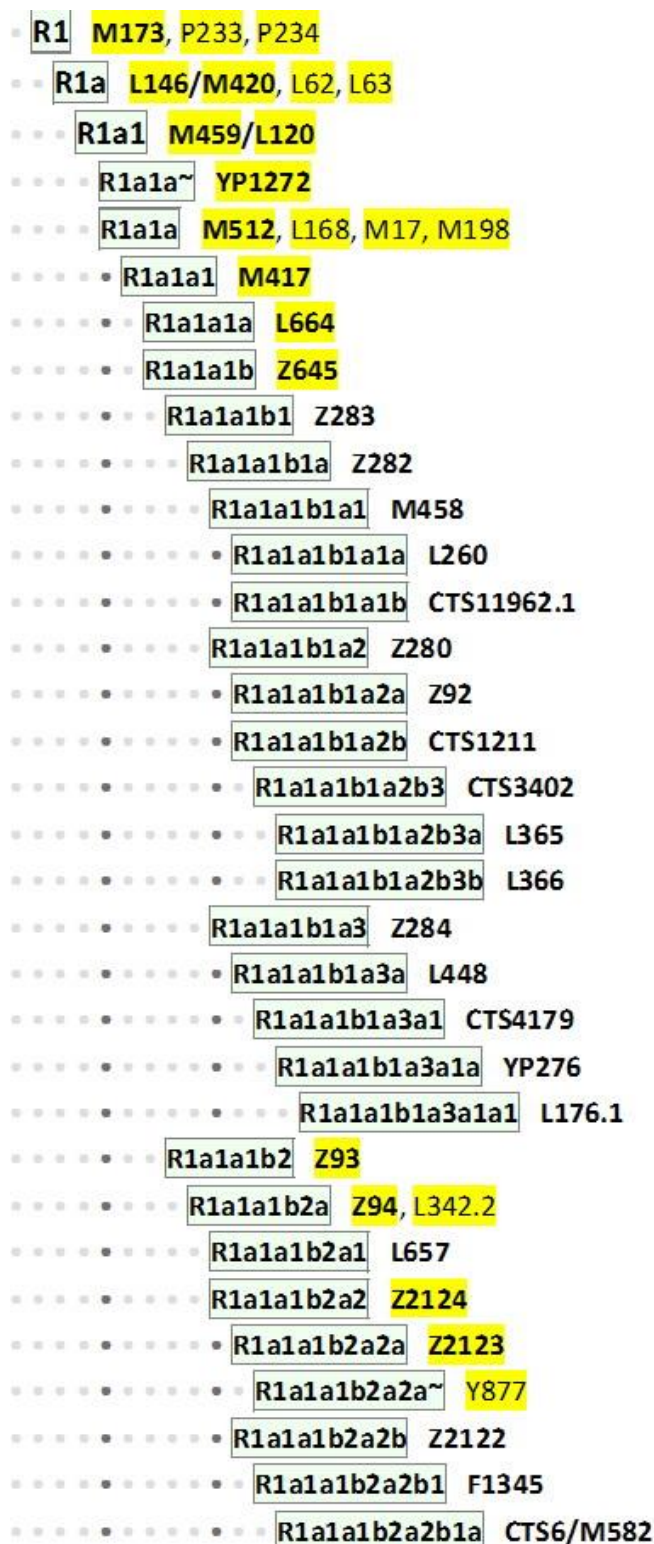 R1 M173, P233, P234
R1a L146/M420, L62, L63
R1a1 M459/L120
R1a1a~ YP1272
R1a1a M512, L168, M17, M198
R1a1a1 M417
R1a1a1a L664
R1a1a1b Z645
R1a1a1b1 Z283
R1a1a1b1a Z282
R1a1a1b1a1 M458
R1a1a1b1a1a L260
R1a1a1b1a1b CTS11962.1
R1a1a1b1a2 Z280
R1a1a1b1a2a Z92
R1a1a1b1a2b CTS1211
R1a1a1b1a2b3 CTS3402
R1a1a1b1a2b3a L365
R1a1a1b1a2b3b L366
R1a1a1b1a3 Z284
R1a1a1b1a3a L448
R1a1a1b1a3a1 CTS4179
R1a1a1b1a3a1a YP276
R1a1a1b1a3a1a1 L176.1
R1a1a1b2 Z93
R1a1a1b2a Z94, L342.2
R1a1a1b2a1 L657
R1a1a1b2a2 Z2124
R1a1a1b2a2a Z2123
R1a1a1b2a2a~ Y877
R1a1a1b2a2b Z2122
R1a1a1b2a2b1 F1345
R1a1a1b2a2b1a CTS6/M582